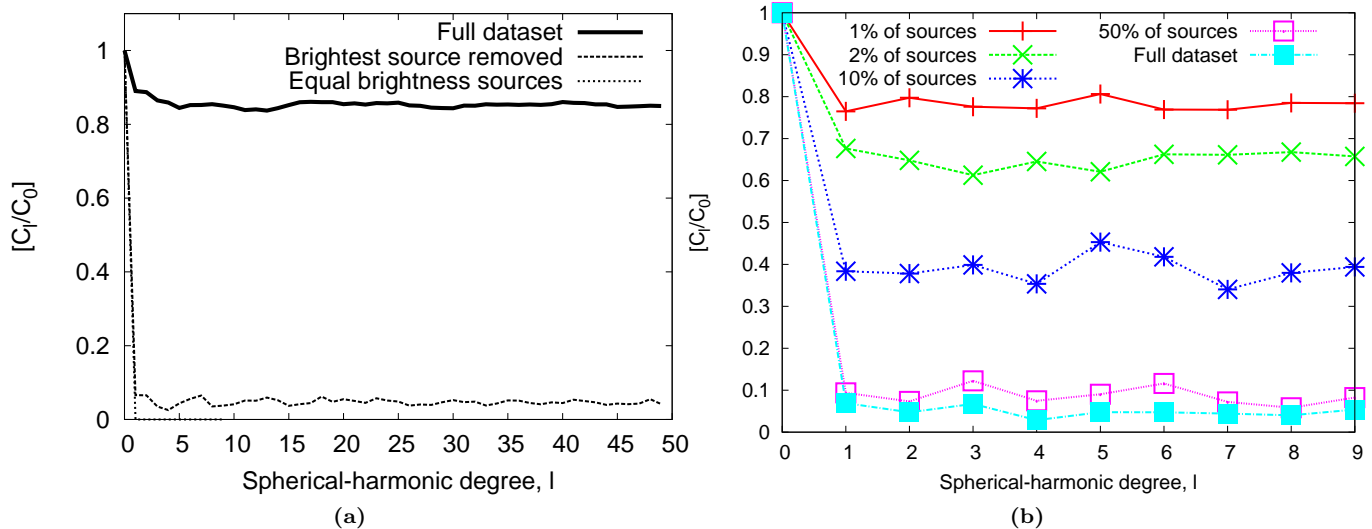 Full dataset
Brightest source removed
Equal brightness sources
1
0.8
0.6
0.4
0.2
0
[C_l/C_0]
0 5 10 15 20 25 30 35 40 45 50
Spherical-harmonic degree, l
(a)
1% of sources
2% of sources
10% of sources
50% of sources
Full dataset
1
0.9
0.8
0.7
0.6
0.5
0.4
0.3
0.2
0.1
0
[C_l/C_0]
0 1 2 3 4 5 6 7 8 9
Spherical-harmonic degree, l
(b)